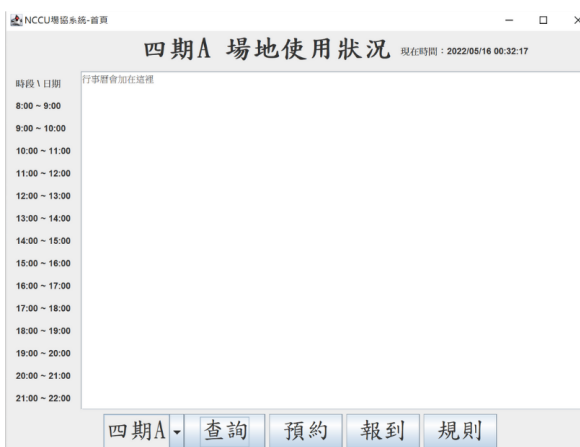 NCCU場協系統-首頁
四期A 場地使用狀況 現在時間：2022/05/16 00:32:17
時段 \ 日期
行事曆會加在這裡
8:00 ~ 9:00
9:00 ~ 10:00
10:00 ~ 11:00
11:00 ~ 12:00
12:00 ~ 13:00
13:00 ~ 14:00
14:00 ~ 15:00
15:00 ~ 16:00
16:00 ~ 17:00
17:00 ~ 18:00
18:00 ~ 19:00
19:00 ~ 20:00
20:00 ~ 21:00
21:00 ~ 22:00
四期A 查詢 預約 報到 規則